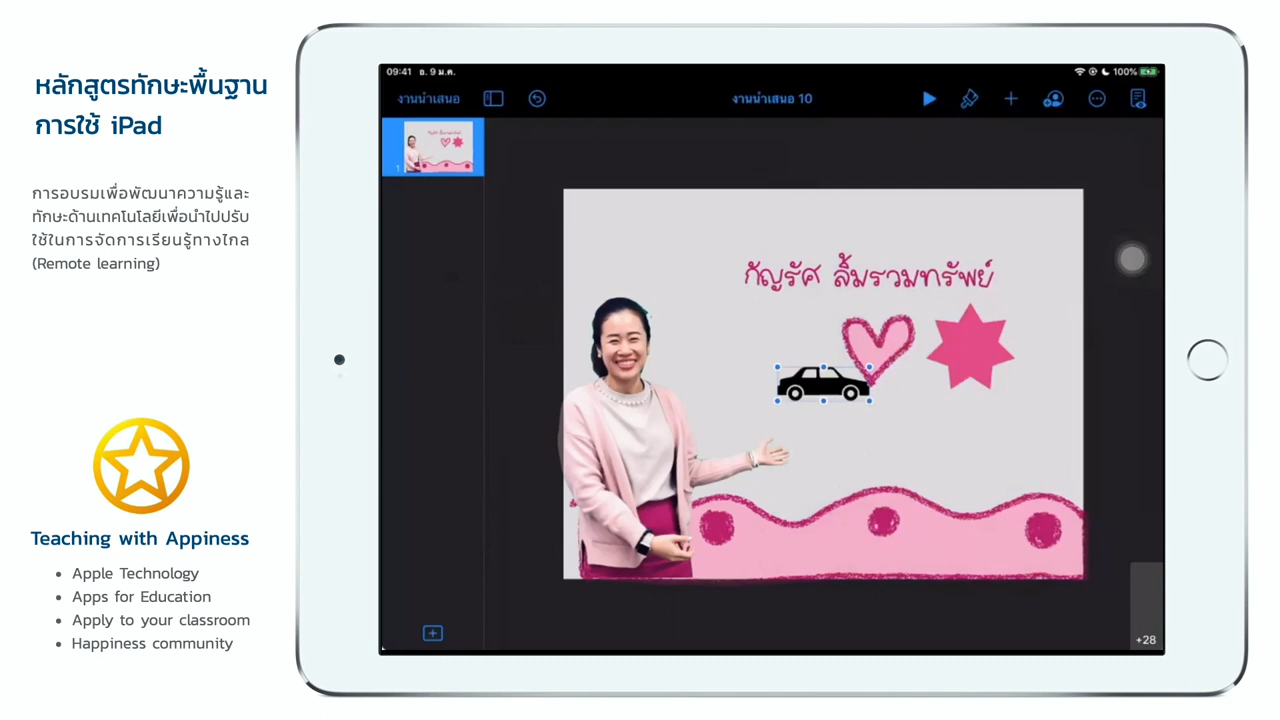 หลักสูตรทักษะพื้นฐาน
การใช้ iPad
การอบรมเพื่อพัฒนาความรู้และ
ทักษะด้านเทคโนโลยีเพื่อนำไปปรับ
ใช้ในการจัดการเรียนรู้ทางไกล
(Remote learning)
Teaching with Appiness
• Apple Technology
• Apps for Education
• Apply to your classroom
• Happiness community
09:41 อ. 9 ม.ค.
100%
งานนำเสนอ
งานนำเสนอ 10
1
กัญรัศ ลิ้มรวมทรัพย์
+28